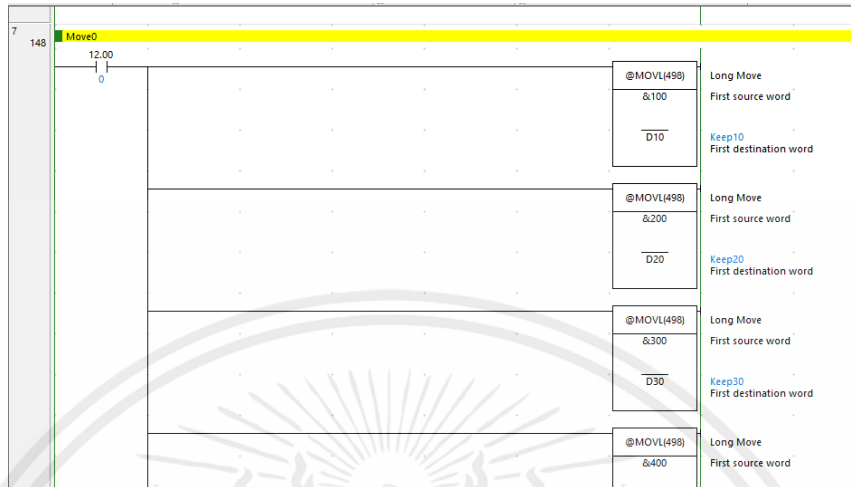 7
148
Move0
12.00
0
@MOVL(498) Long Move
&100 First source word
D10 Keep10
First destination word
@MOVL(498) Long Move
&200 First source word
D20 Keep20
First destination word
@MOVL(498) Long Move
&300 First source word
D30 Keep30
First destination word
@MOVL(498) Long Move
&400 First source word